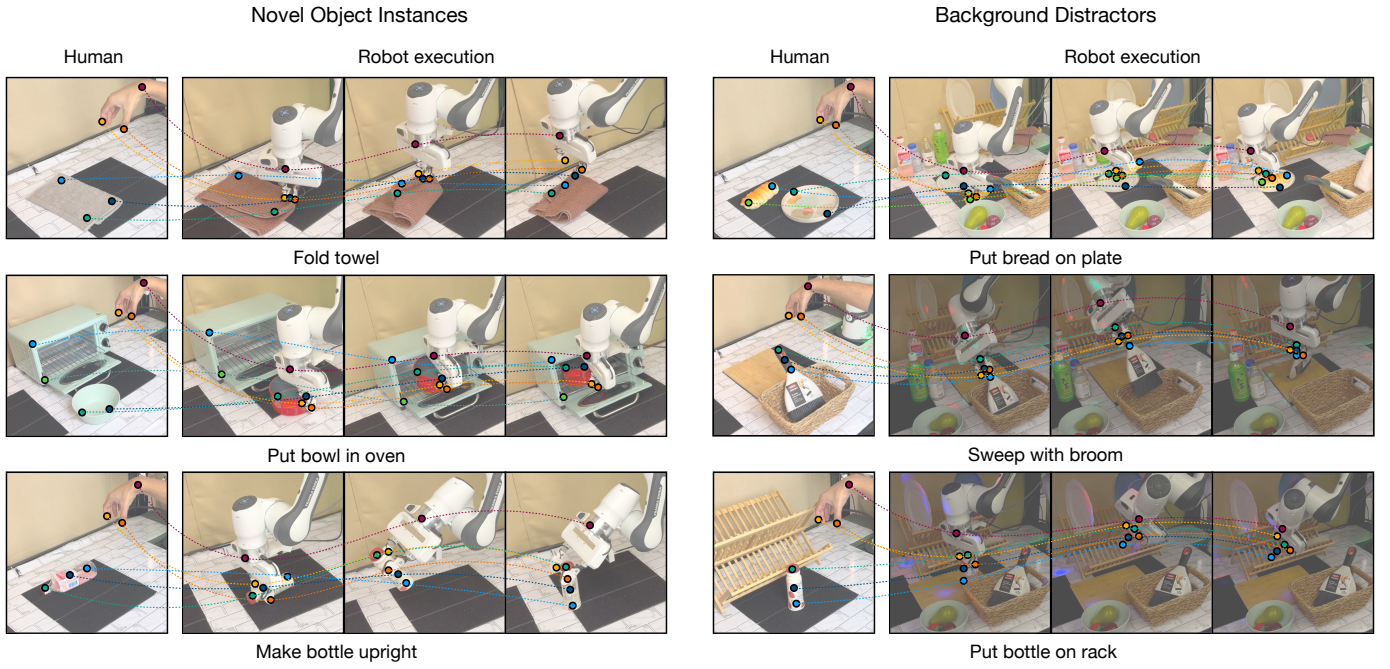 Novel Object Instances
Background Distractors
Human
Robot execution
Human
Robot execution
Fold towel
Put bread on plate
Put bowl in oven
Sweep with broom
Make bottle upright
Put bottle on rack